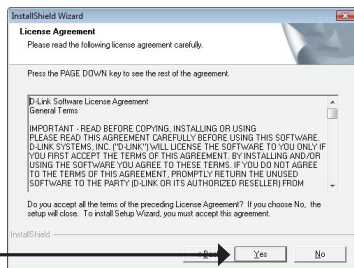 InstallShield Wizard
License Agreement
Please read the following license agreement carefully.
Press the PAGE DOWN key to see the rest of the agreement.
D-Link Software License Agreement
General Terms
IMPORTANT - READ BEFORE COPYING, INSTALLING OR USING
PLEASE READ THIS AGREEMENT CAREFULLY BEFORE USING THIS SOFTWARE.
D-LINK SYSTEMS, INC. ("D-LINK") WILL LICENSE THE SOFTWARE TO YOU ONLY IF
YOU FIRST ACCEPT THE TERMS OF THIS AGREEMENT. BY INSTALLING AND/OR
USING THE SOFTWARE YOU AGREE TO THESE TERMS. IF YOU DO NOT AGREE
TO THE TERMS OF THIS AGREEMENT, PROMPTLY RETURN THE UNUSED
SOFTWARE TO THE PARTY (D-LINK OR ITS AUTHORIZED RESELLER) FROM
Do you accept all the terms of the preceding License Agreement? If you choose No, the
setup will close. To install Setup Wizard, you must accept this agreement.
InstallShield
Yes No